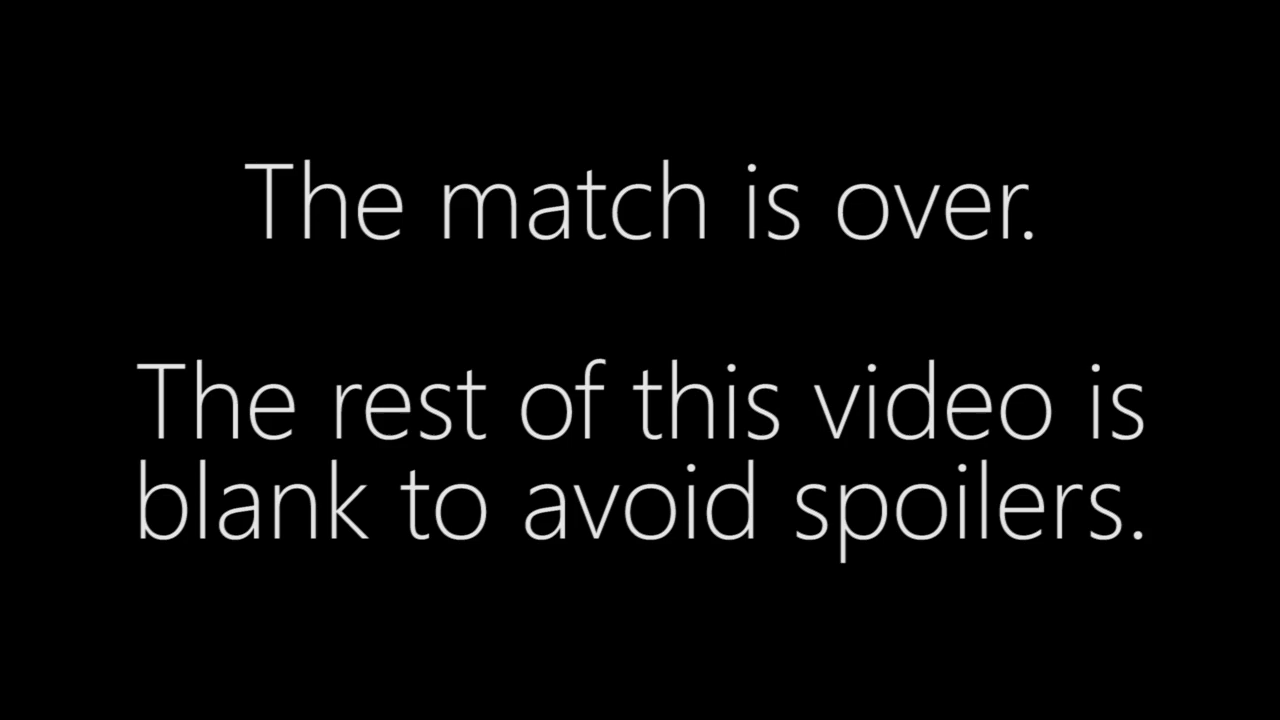 The match is over.
The rest of this video is
blank to avoid spoilers.